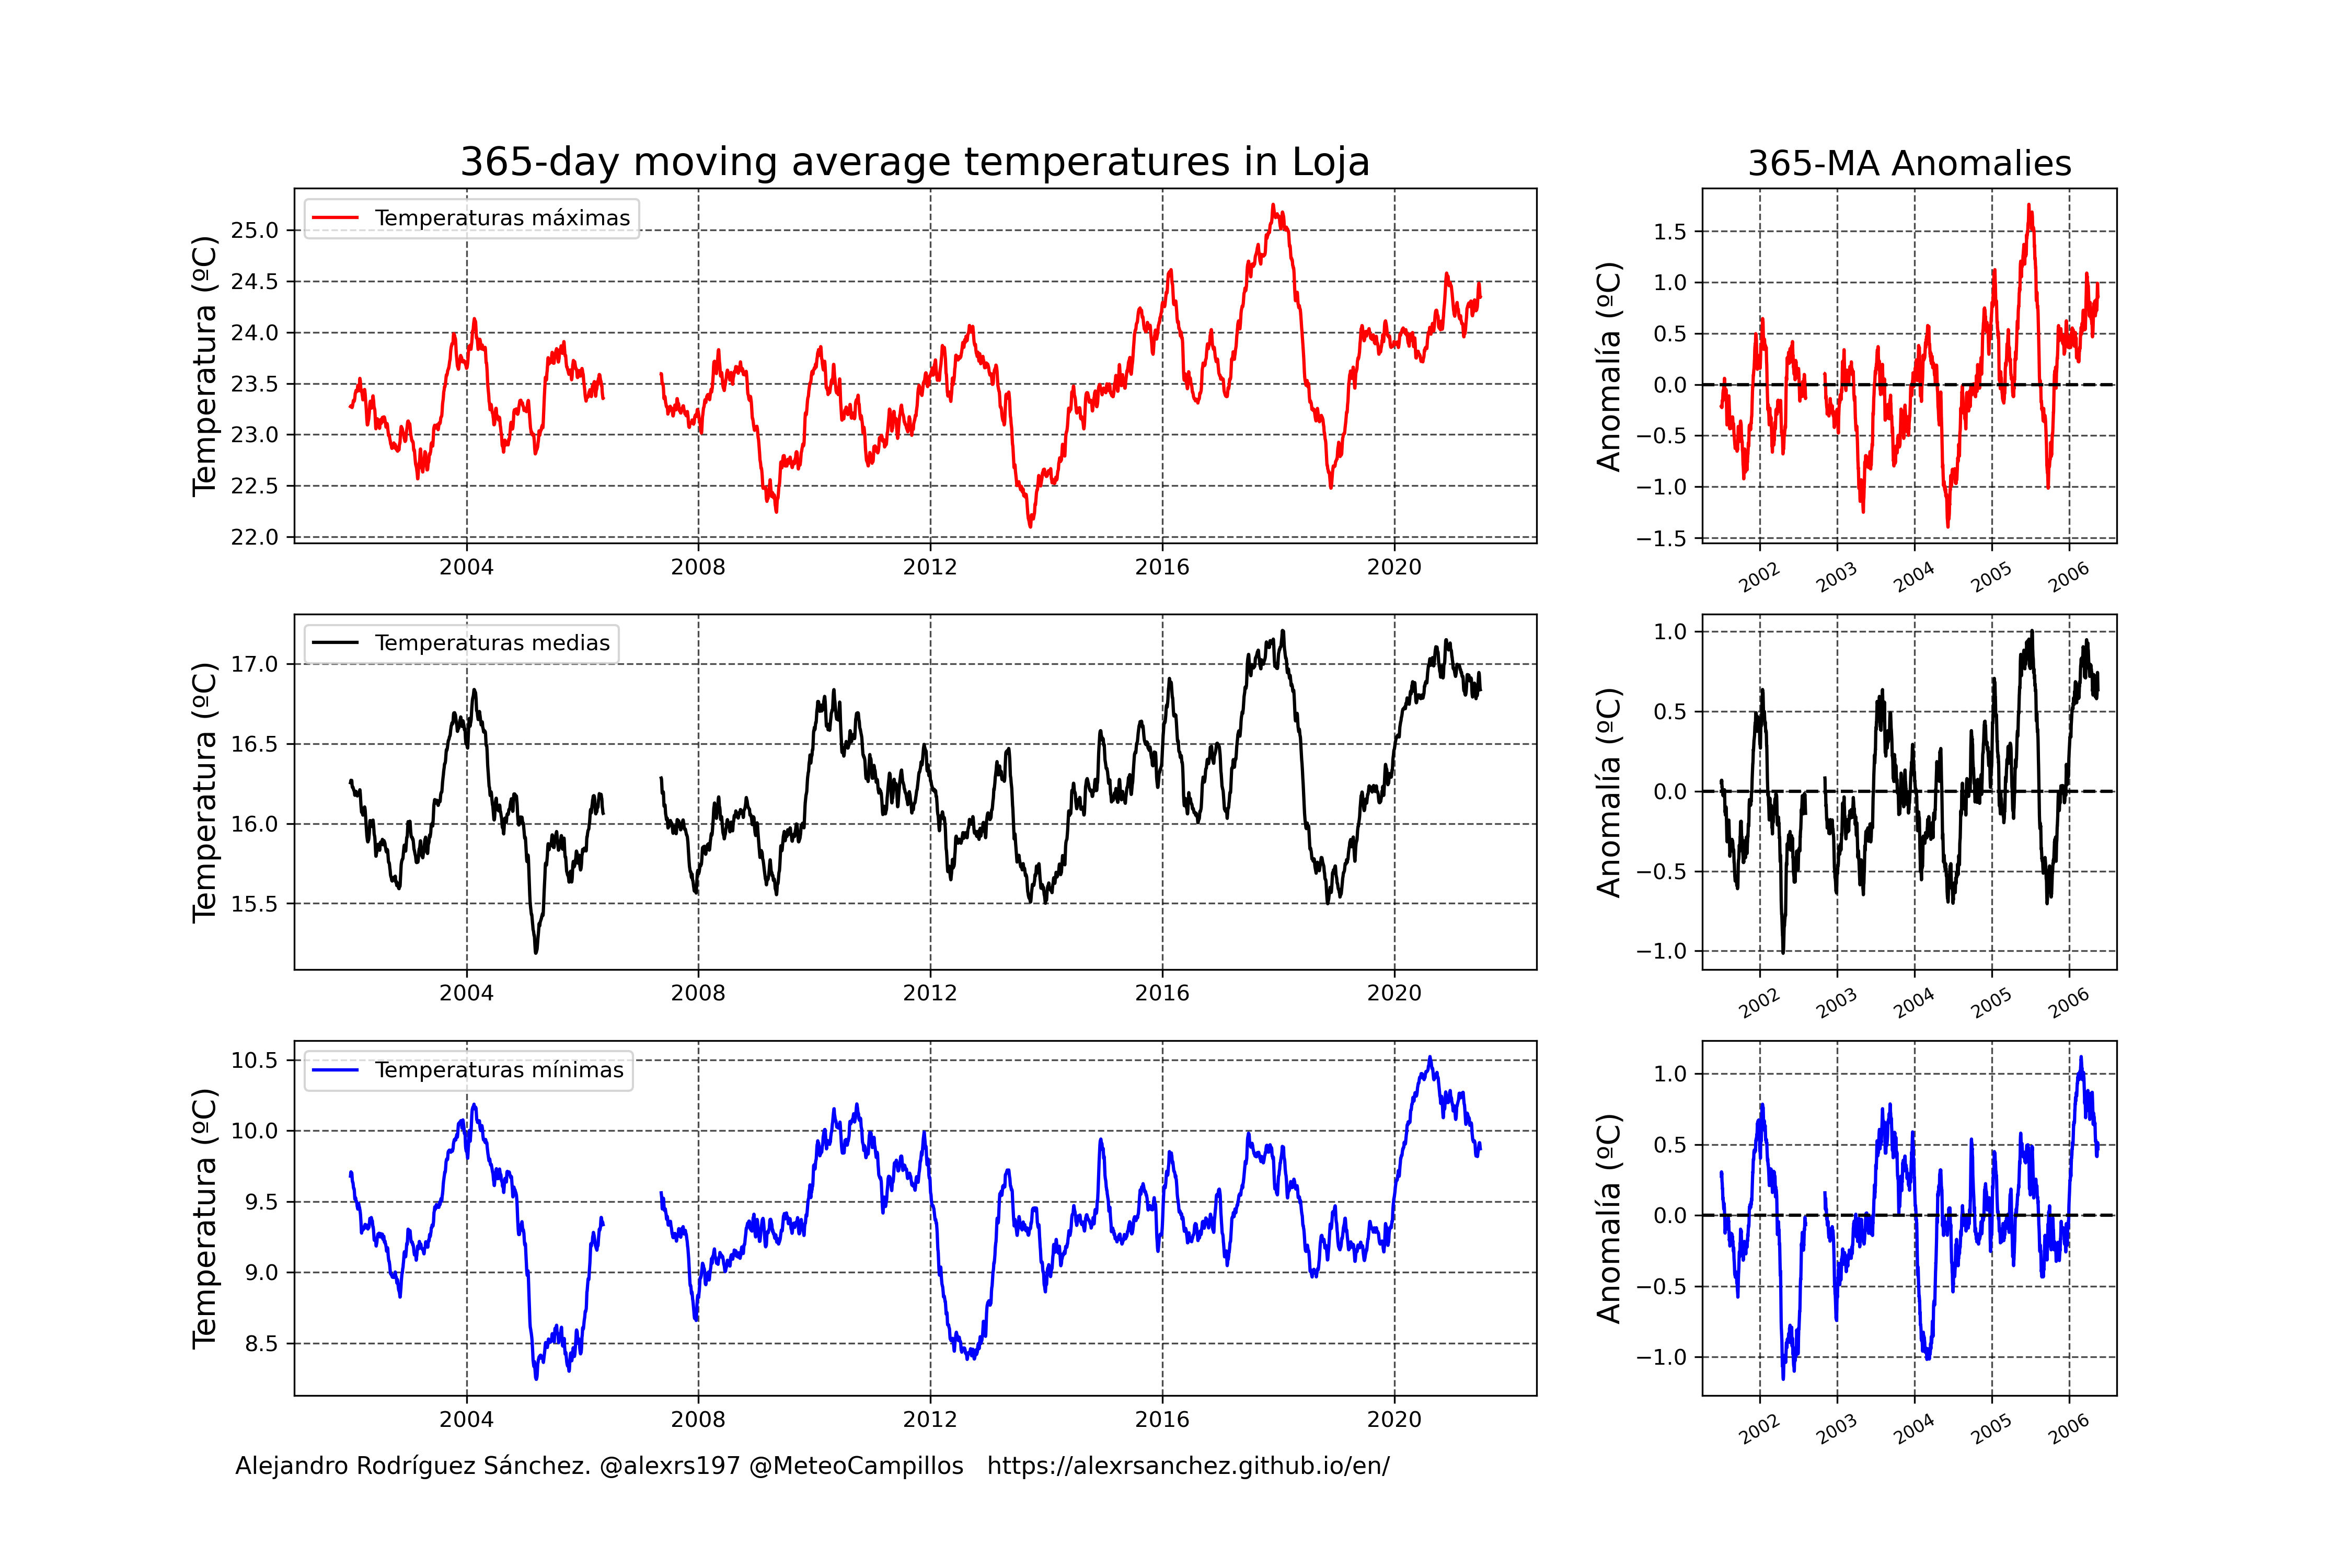 365-day moving average temperatures in Loja
365-MA Anomalies
Temperatura (ºC)
25.0
24.5
24.0
23.5
23.0
22.5
22.0
Temperaturas máximas
2004 2008 2012 2016 2020
Anomalía (ºC)
1.5
1.0
0.5
0.0
−0.5
−1.0
−1.5
2002 2003 2004 2005 2006
Temperatura (ºC)
17.0
16.5
16.0
15.5
Temperaturas medias
2004 2008 2012 2016 2020
Anomalía (ºC)
1.0
0.5
0.0
−0.5
−1.0
2002 2003 2004 2005 2006
Temperatura (ºC)
10.5
10.0
9.5
9.0
8.5
Temperaturas mínimas
2004 2008 2012 2016 2020
Anomalía (ºC)
1.0
0.5
0.0
−0.5
−1.0
2002 2003 2004 2005 2006
Alejandro Rodríguez Sánchez. @alexrs197 @MeteoCampillos https://alexrsanchez.github.io/en/